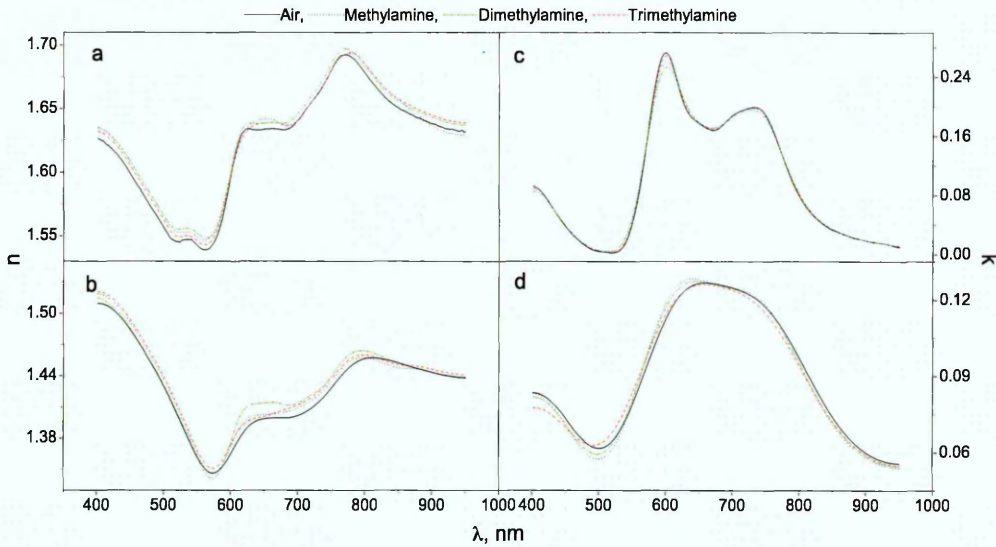 Air, Methylamine, Dimethylamine, Trimethylamine
a
c
b
d
1.70
1.65
1.60
1.55
1.50
1.44
1.38
n
0.24
0.16
0.08
0.00
0.12
0.09
0.06
k
400 500 600 700 800 900 1000
400 500 600 700 800 900 1000
λ, nm